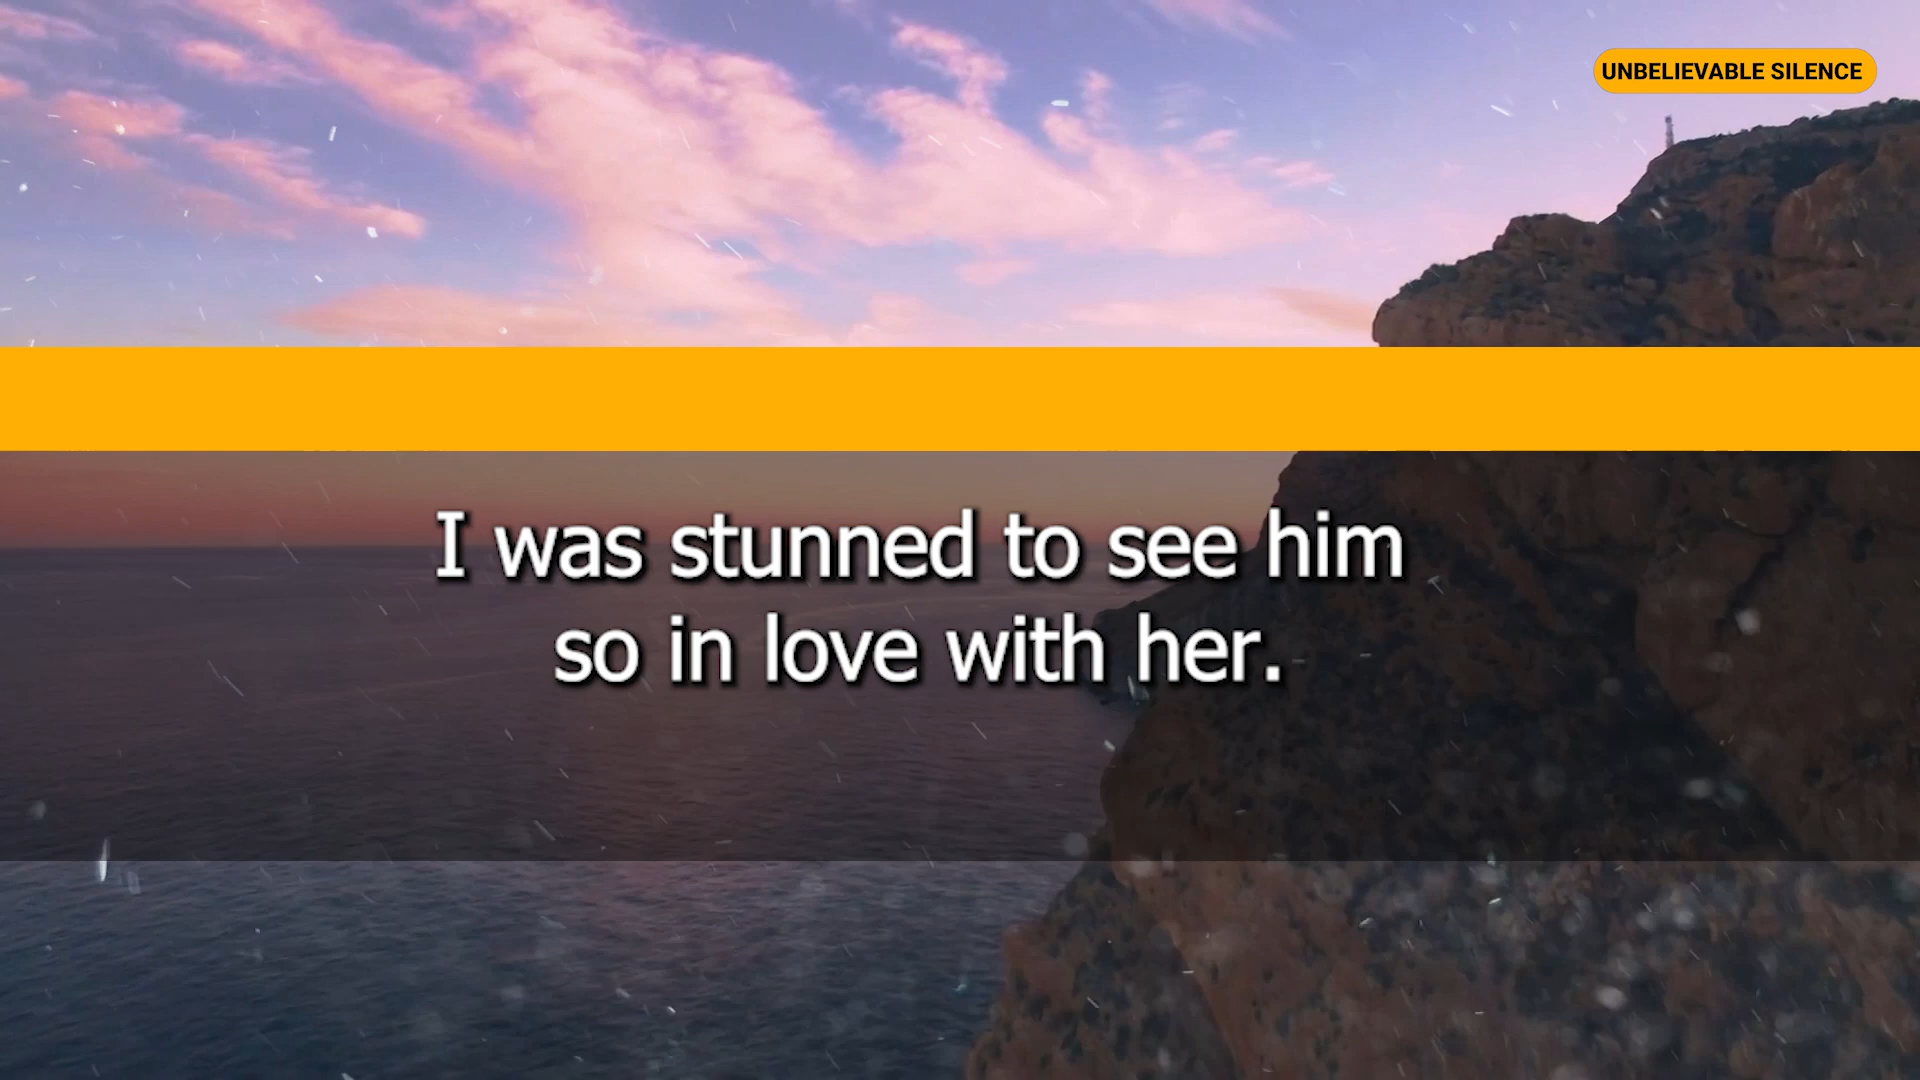 UNBELIEVABLE SILENCE
I was stunned to see him
so in love with her.